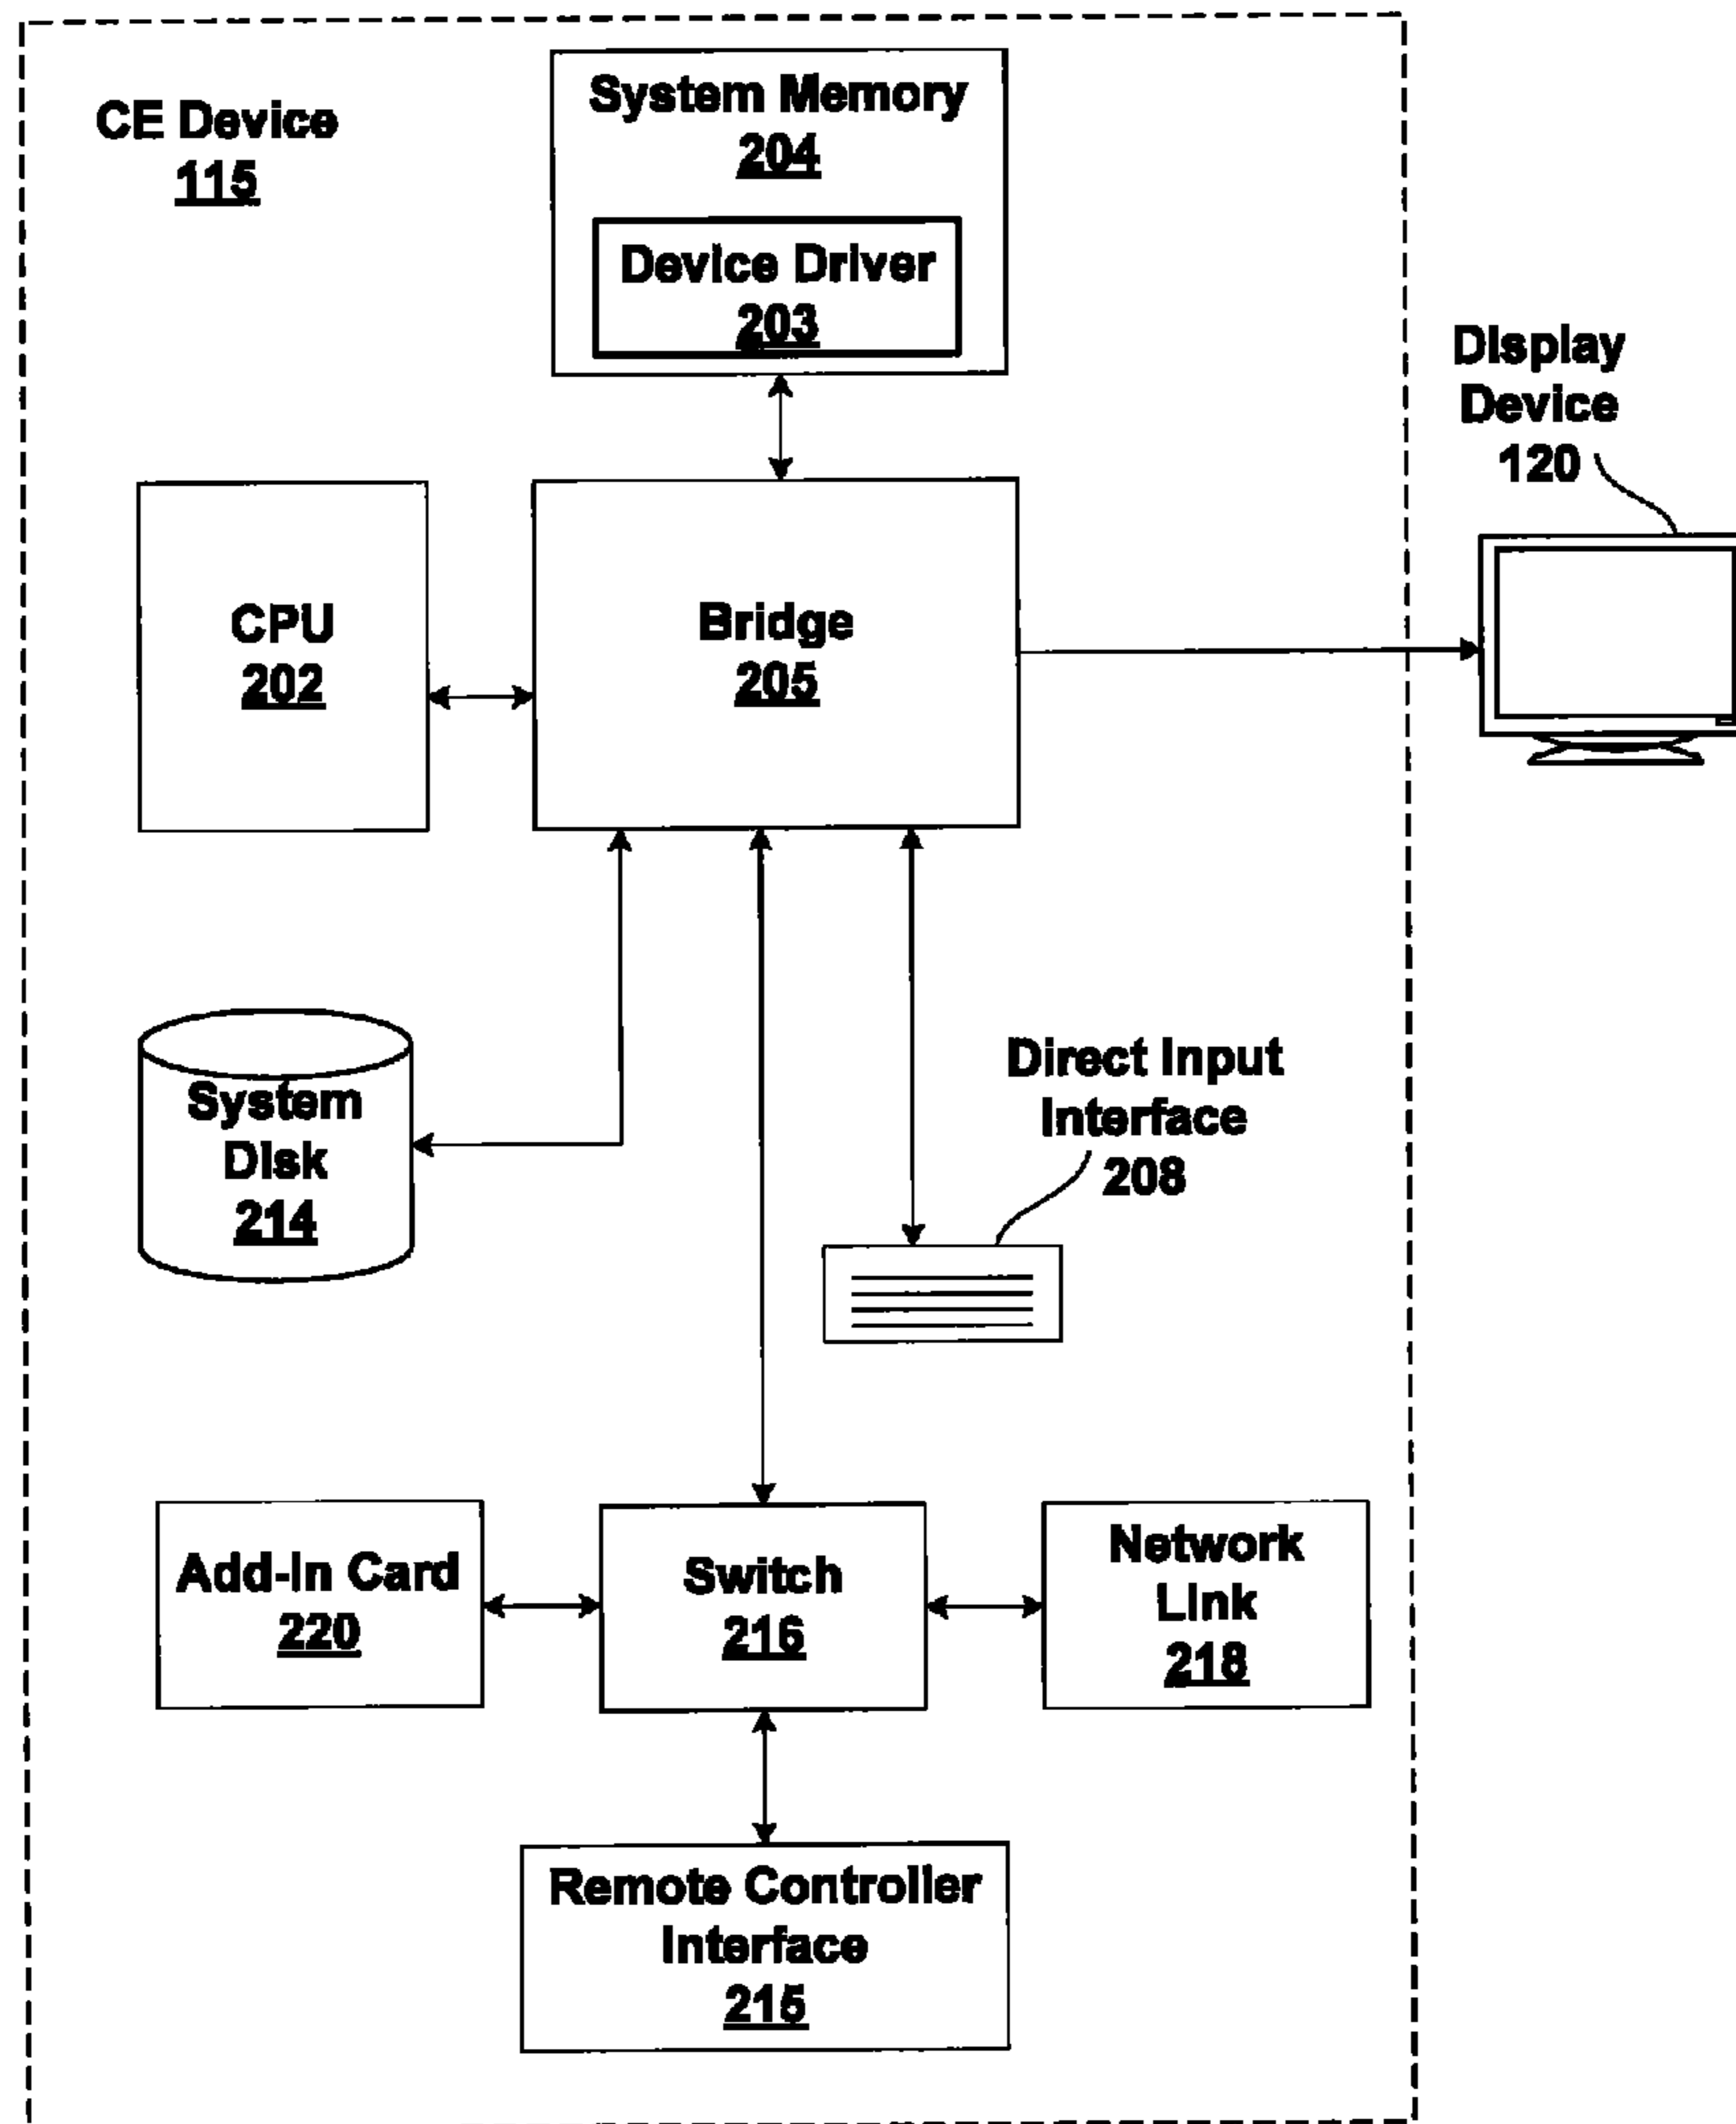 CE Device
115
System Memory
204
Device Driver
203
Display
Device
120
CPU
202
Bridge
205
System
Disk
214
Direct Input
Interface
208
Add-In Card
220
Switch
216
Network
Link
218
Remote Controller
Interface
215